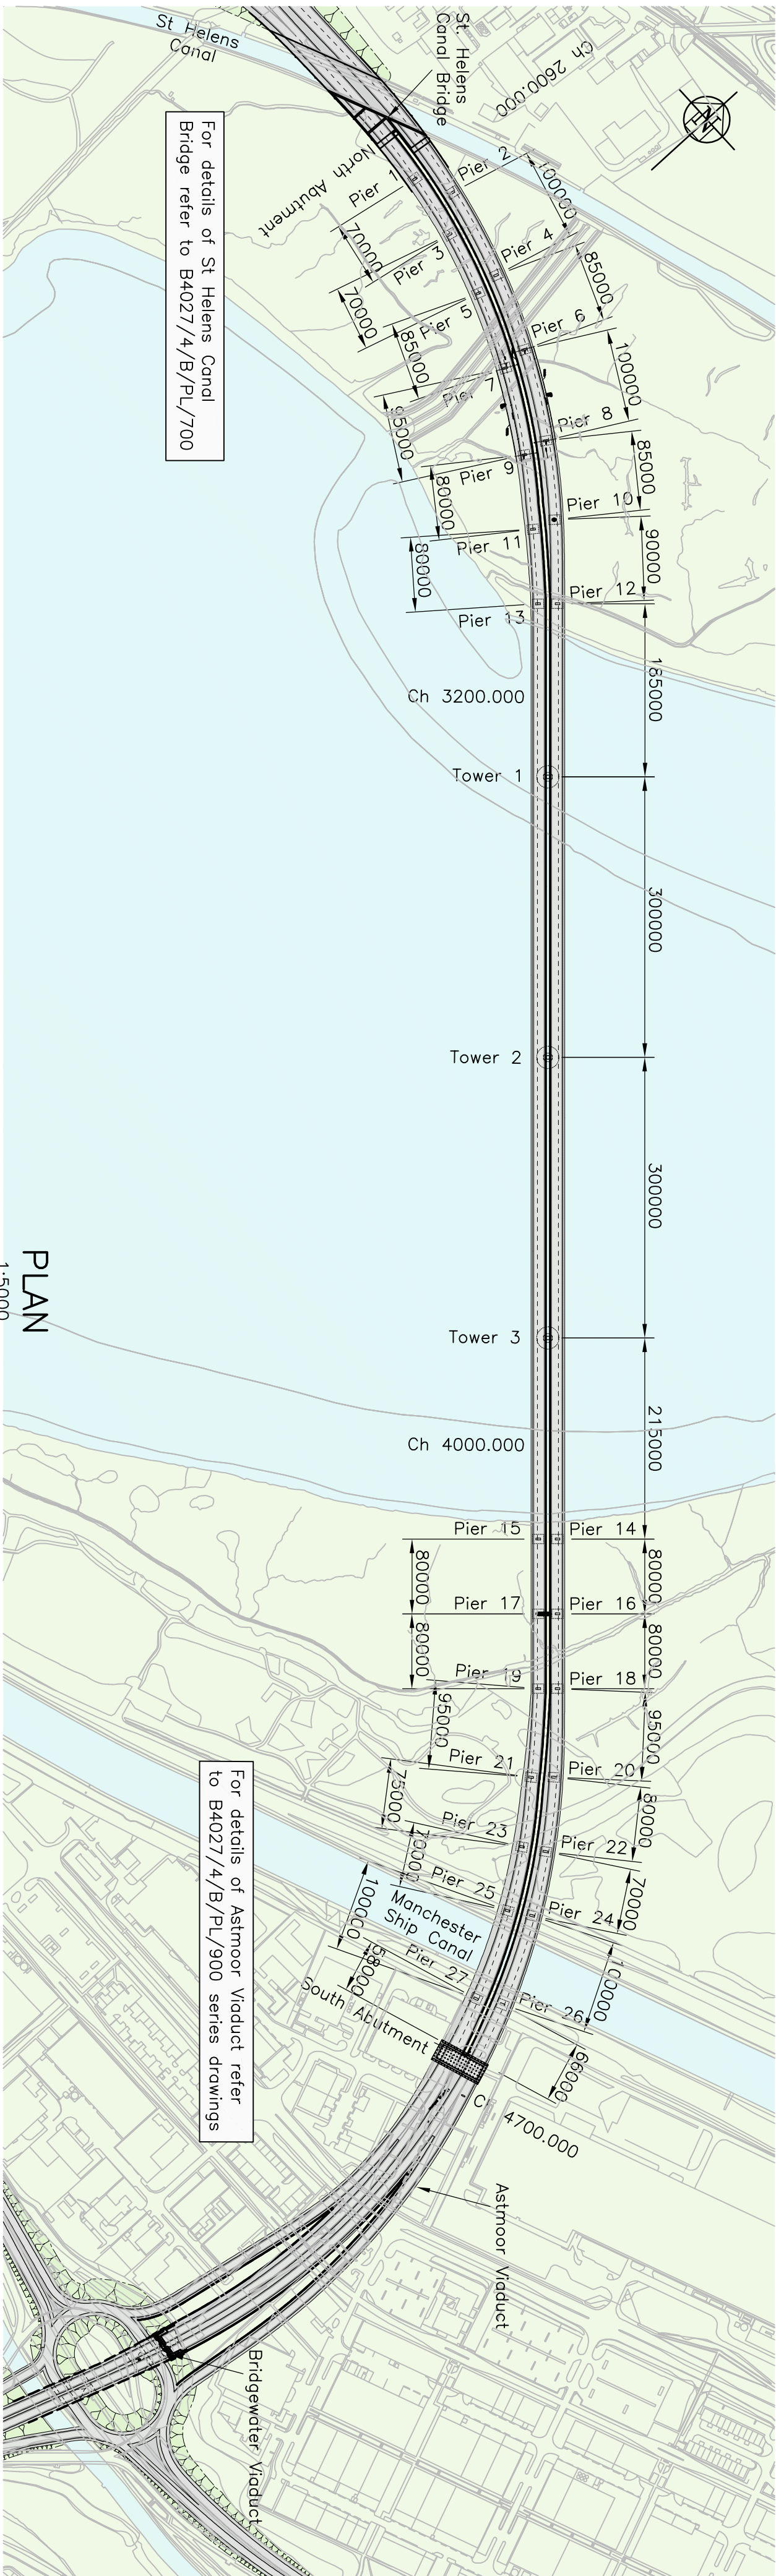 St Helens
Canal
St. Helens
Canal Bridge
Ch 2600.000
N
For details of St Helens Canal
Bridge refer to B4027/4/B/PL/700
North Abutment
Pier 1
Pier 2
100000
70000
Pier 3
Pier 4
85000
70000
Pier 5
Pier 6
85000
100000
Pier 7
Pier 8
95000
85000
Pier 9
Pier 10
80000
90000
Pier 11
Pier 12
80000
Pier 13
185000
Ch 3200.000
Tower 1
300000
Tower 2
300000
PLAN
1:5000
Tower 3
215000
Ch 4000.000
Pier 15
Pier 14
80000
80000
Pier 17
Pier 16
80000
80000
Pier 19
Pier 18
95000
95000
Pier 21
Pier 20
75000
80000
Pier 23
Pier 22
70000
70000
Pier 25
Pier 24
Manchester
Ship Canal
100000
100000
Pier 27
Pier 26
58000
66000
South Abutment
For details of Astmoor Viaduct refer
to B4027/4/B/PL/900 series drawings
4700.000
Astmoor Viaduct
Bridgewater Viaduct